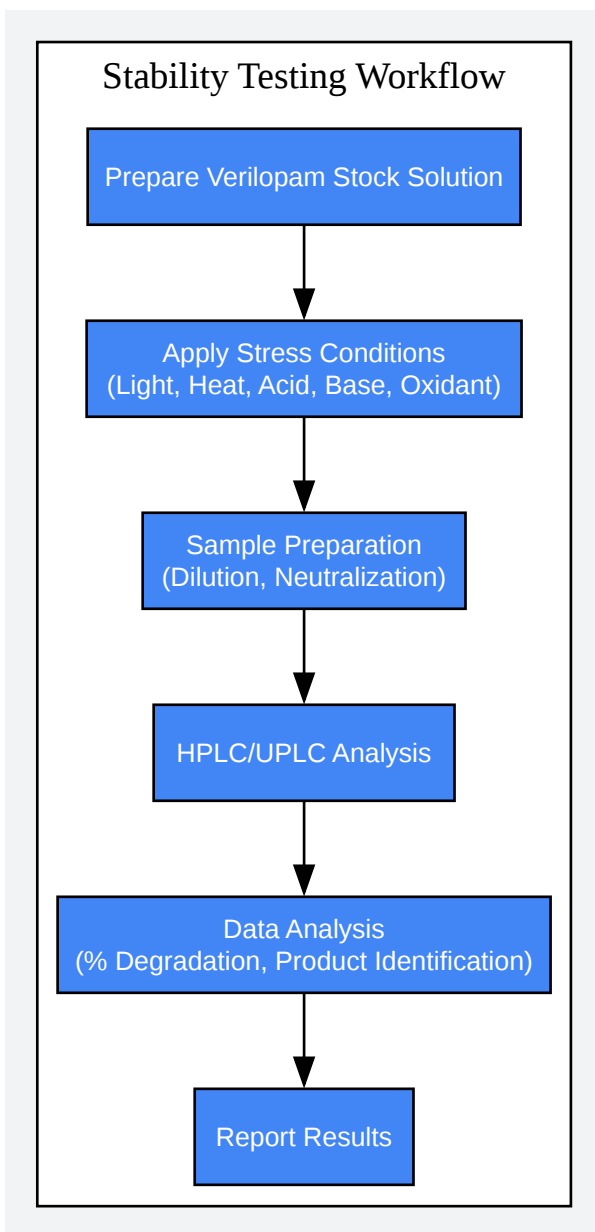 Stability Testing Workflow
Prepare Verilopam Stock Solution
Apply Stress Conditions
(Light, Heat, Acid, Base, Oxidant)
Sample Preparation
(Dilution, Neutralization)
HPLC/UPLC Analysis
Data Analysis
(% Degradation, Product Identification)
Report Results